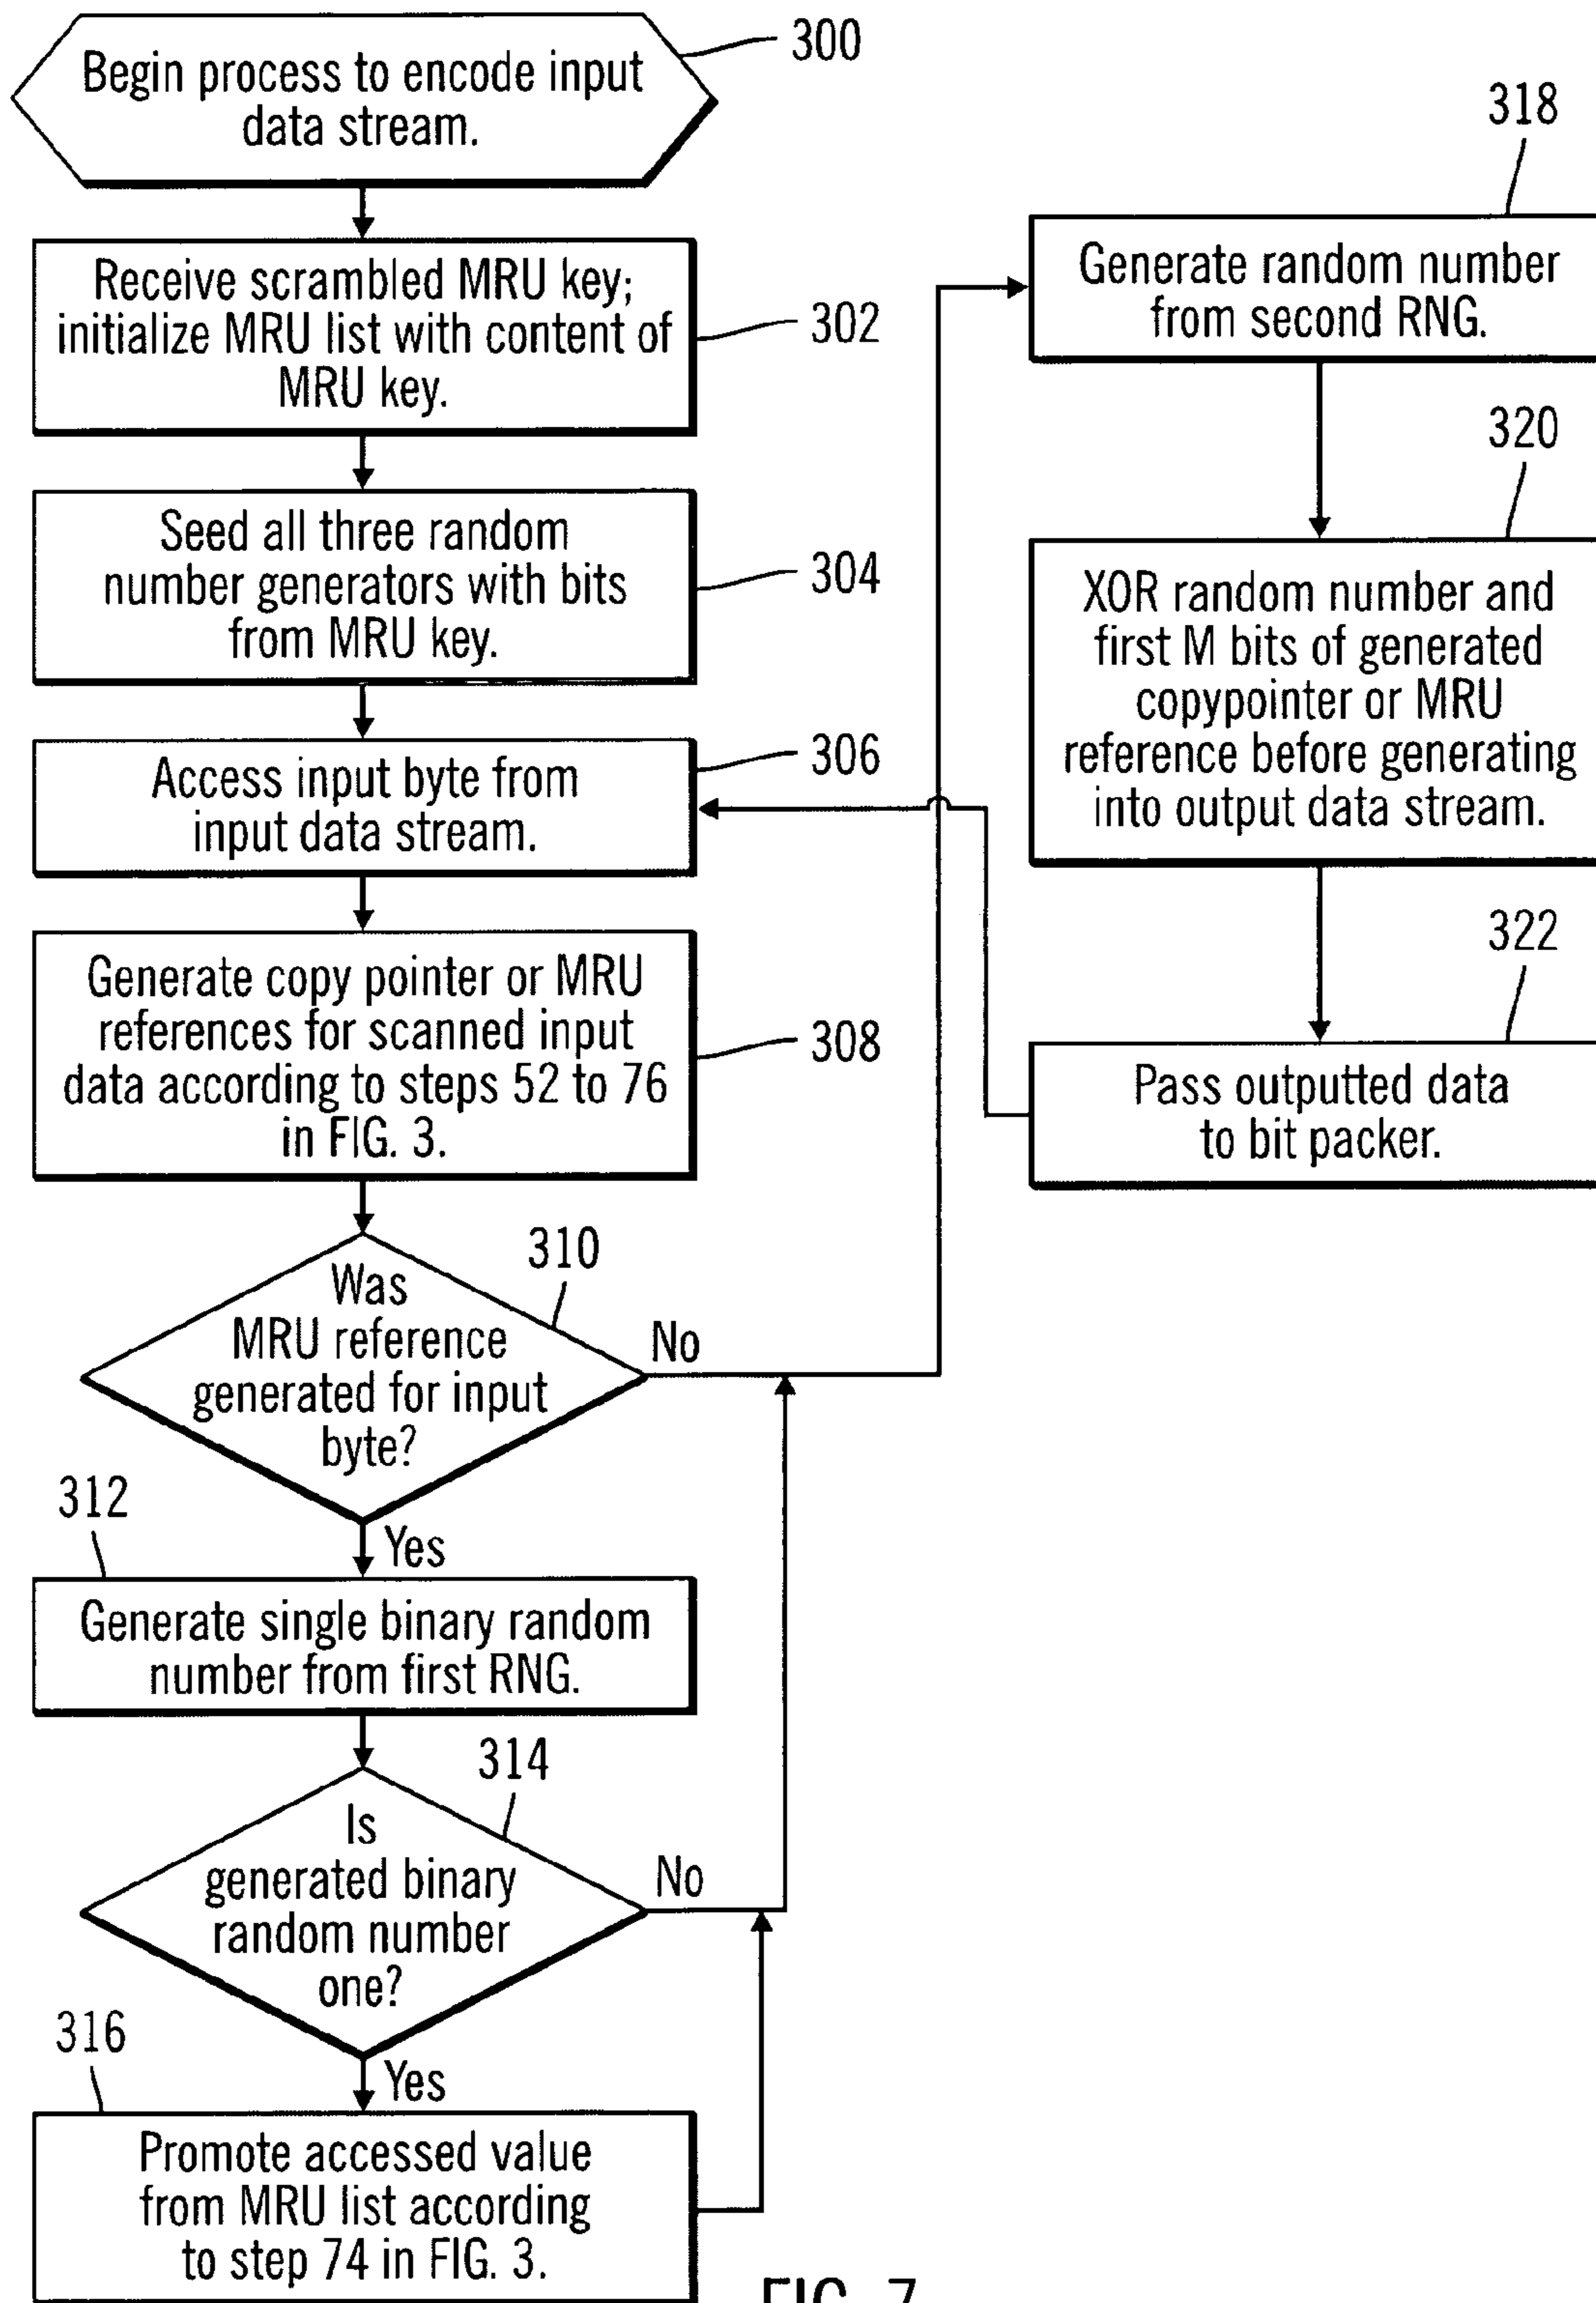 300
Begin process to encode input
data stream.
Receive scrambled MRU key;
initialize MRU list with content of
MRU key.
302
Seed all three random
number generators with bits
from MRU key.
304
Access input byte from
input data stream.
306
Generate copy pointer or MRU
references for scanned input
data according to steps 52 to 76
in FIG. 3.
308
310
Was
MRU reference
generated for input
byte?
No
Yes
312
Generate single binary random
number from first RNG.
314
Is
generated binary
random number
one?
No
Yes
316
Promote accessed value
from MRU list according
to step 74 in FIG. 3.
318
Generate random number
from second RNG.
320
XOR random number and
first M bits of generated
copypointer or MRU
reference before generating
into output data stream.
322
Pass outputted data
to bit packer.
FIG. 7